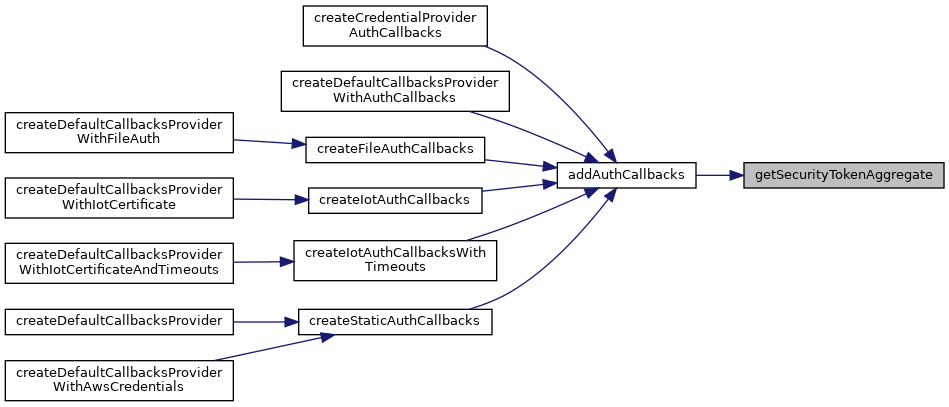 createCredentialProvider
AuthCallbacks
createDefaultCallbacksProvider
WithAuthCallbacks
createDefaultCallbacksProvider
WithFileAuth
createFileAuthCallbacks
addAuthCallbacks
getSecurityTokenAggregate
createDefaultCallbacksProvider
WithIotCertificate
createIotAuthCallbacks
createDefaultCallbacksProvider
WithIotCertificateAndTimeouts
createIotAuthCallbacksWith
Timeouts
createDefaultCallbacksProvider
createStaticAuthCallbacks
createDefaultCallbacksProvider
WithAwsCredentials